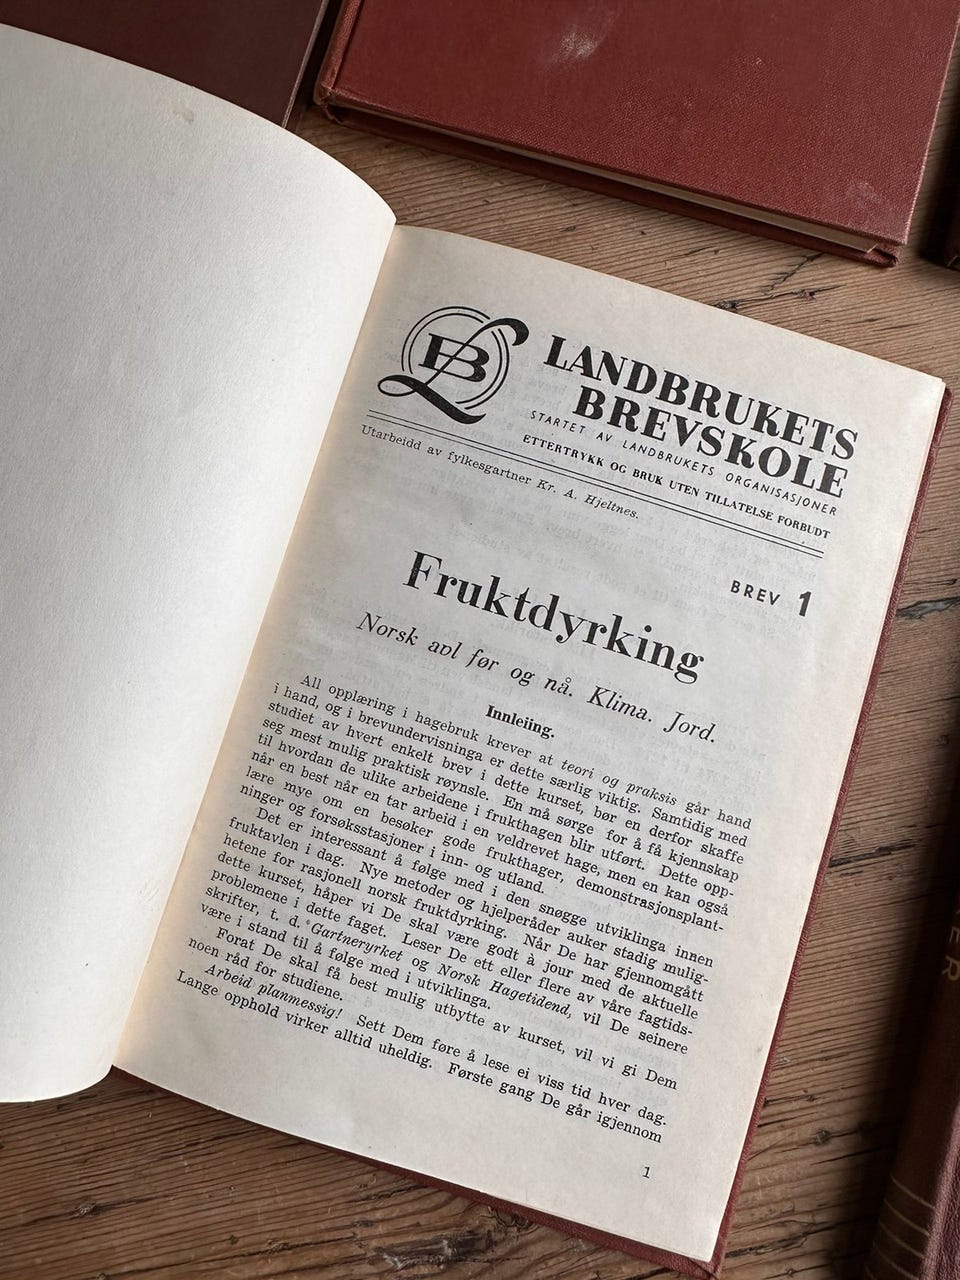 LB
LANDBRUKETS
BREVSKOLE
STARTET AV LANDBRUKETS ORGANISASJONER
ETTERTRYKK OG BRUK UTEN TILLATELSE FORBUDT
Utarbeidd av fylkesgartner Kr. A. Hjeltnes.
BREV 1
Fruktdyrking
Norsk avl før og nå. Klima. Jord.
Innleiing.
All opplæring i hagebruk krever at teori og praksis går hand
i hand, og i brevundervisninga er dette særlig viktig. Samtidig med
studiet av hvert enkelt brev i dette kurset, bør en derfor skaffe
seg mest mulig praktisk røynsle. En må sørge for å få kjennskap
til hvordan de ulike arbeidene i frukthagen blir utført. Dette opp-
når en best når en tar arbeid i en veldrevet hage, men en kan også
lære mye om en besøker gode frukthager, demonstrasjonsplant-
ninger og forsøksstasjoner i inn- og utland.
Det er interessant å følge med i den snøgge utviklinga innen
fruktavlen i dag. Nye metoder og hjelperåder auker stadig mulig-
hetene for rasjonell norsk fruktdyrking. Når De har gjennomgått
dette kurset, håper vi De skal være godt à jour med de aktuelle
problemene i dette faget. Leser De ett eller flere av våre fagtids-
skrifter, t. d. Gartneryrket og Norsk Hagetidend, vil De seinere
være i stand til å følge med i utviklinga.
Forat De skal få best mulig utbytte av kurset, vil vi gi Dem
noen råd for studiene.
Arbeid planmessig! Sett Dem føre å lese ei viss tid hver dag.
Lange opphold virker alltid uheldig. Første gang De går igjennom
1